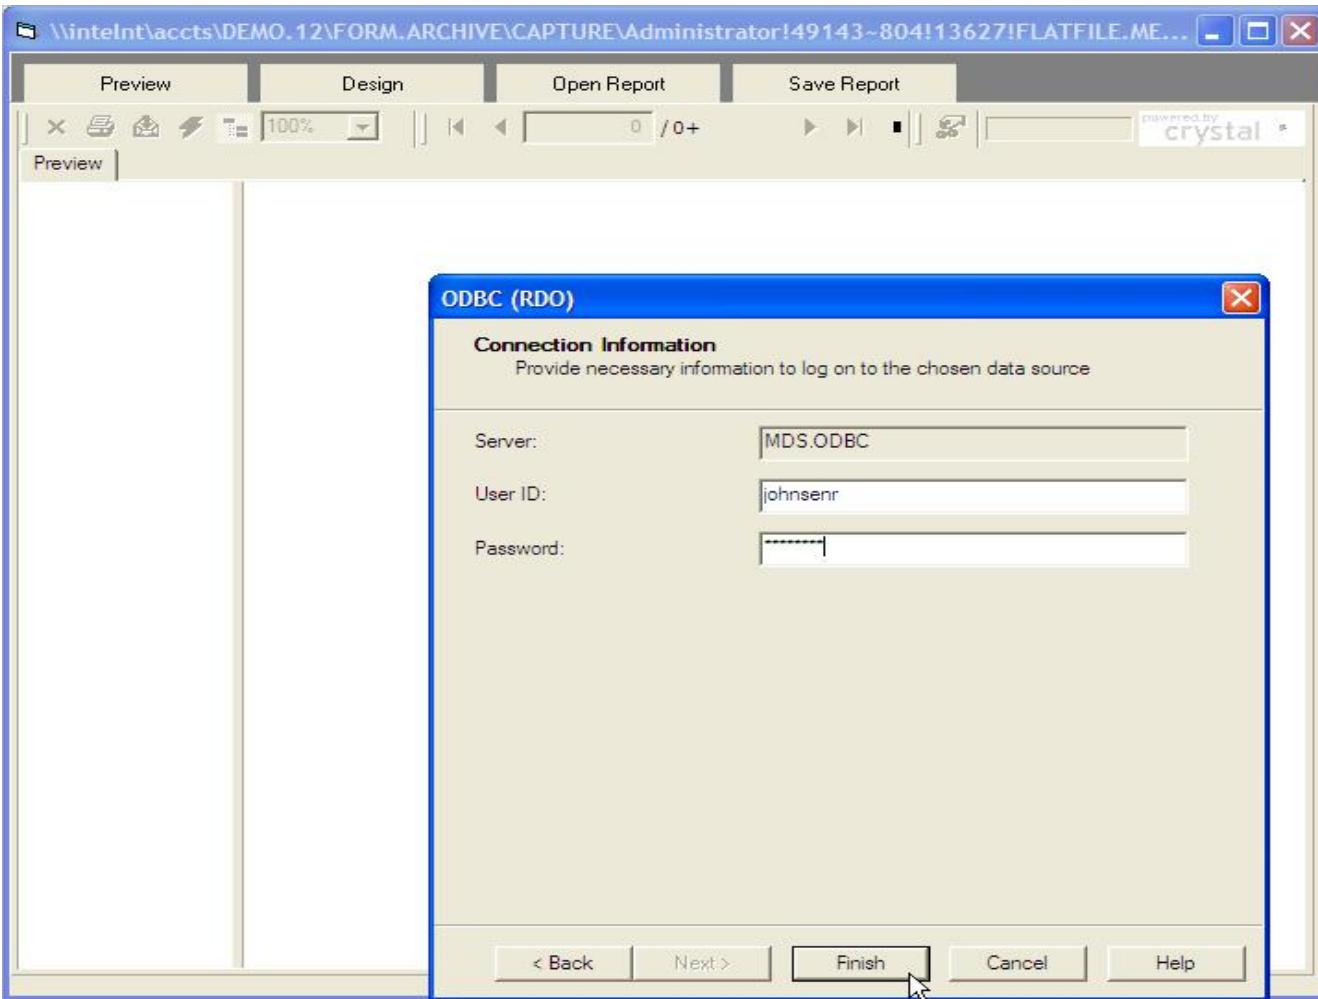 \\intelnt\accts\DEMO.12\FORM.ARCHIVE\CAPTURE\Administrator!49143~804!13627!FLATFILE.ME...
Preview Design Open Report Save Report
100% 0 / 0+ powered by crystal
Preview
ODBC (RDO)
Connection Information
Provide necessary information to log on to the chosen data source
Server: MDS.ODBC
User ID: johnsenr
Password: ********
< Back Next > Finish Cancel Help